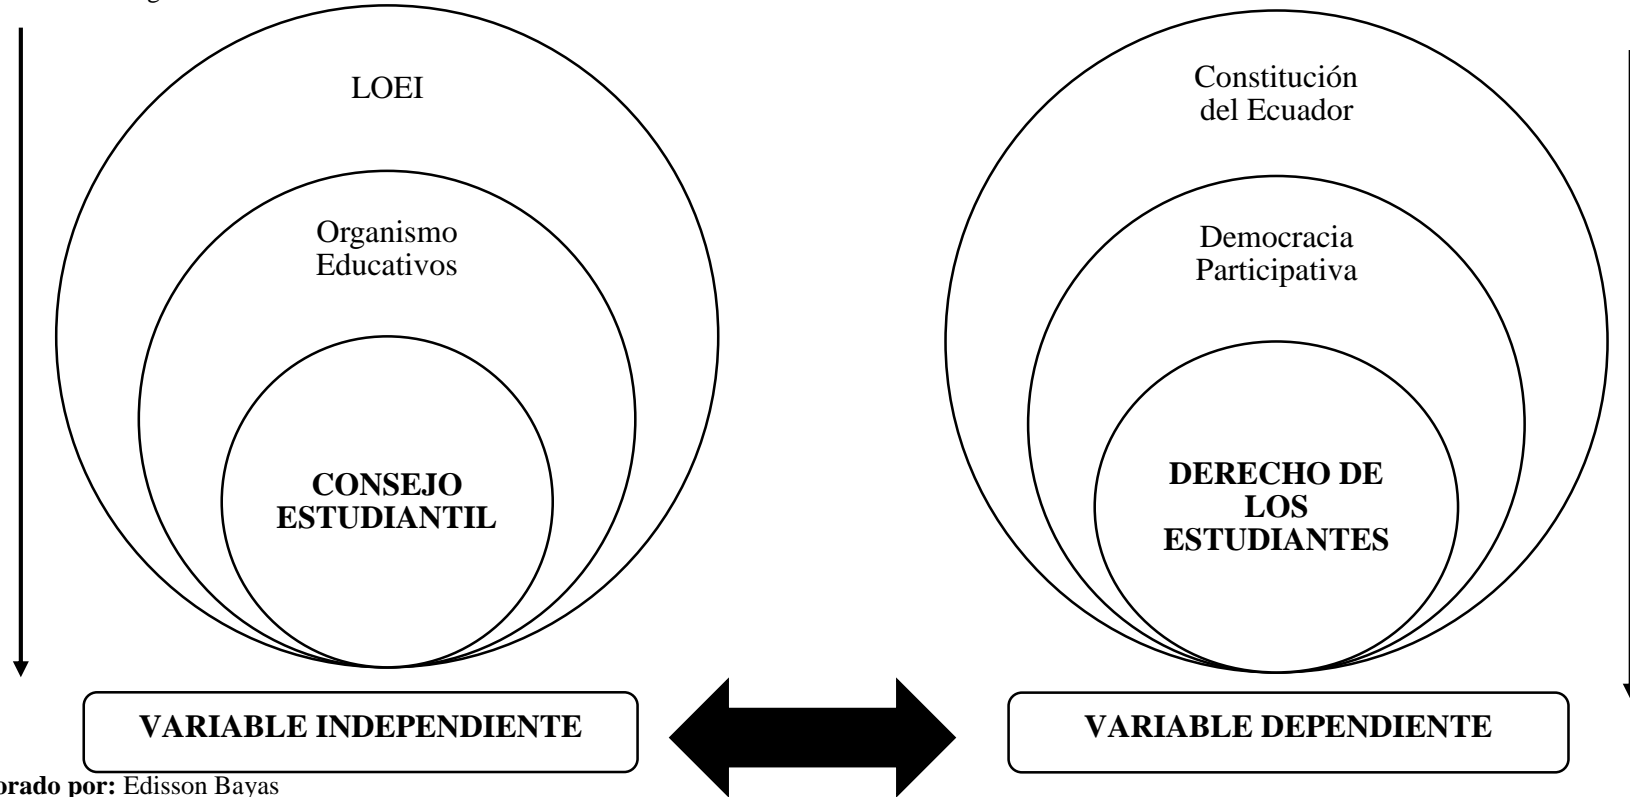 LOEI
Organismo
Educativos
CONSEJO
ESTUDIANTIL
VARIABLE INDEPENDIENTE
Constitución
del Ecuador
Democracia
Participativa
DERECHO DE
LOS
ESTUDIANTES
VARIABLE DEPENDIENTE
orado por: Edisson Bayas